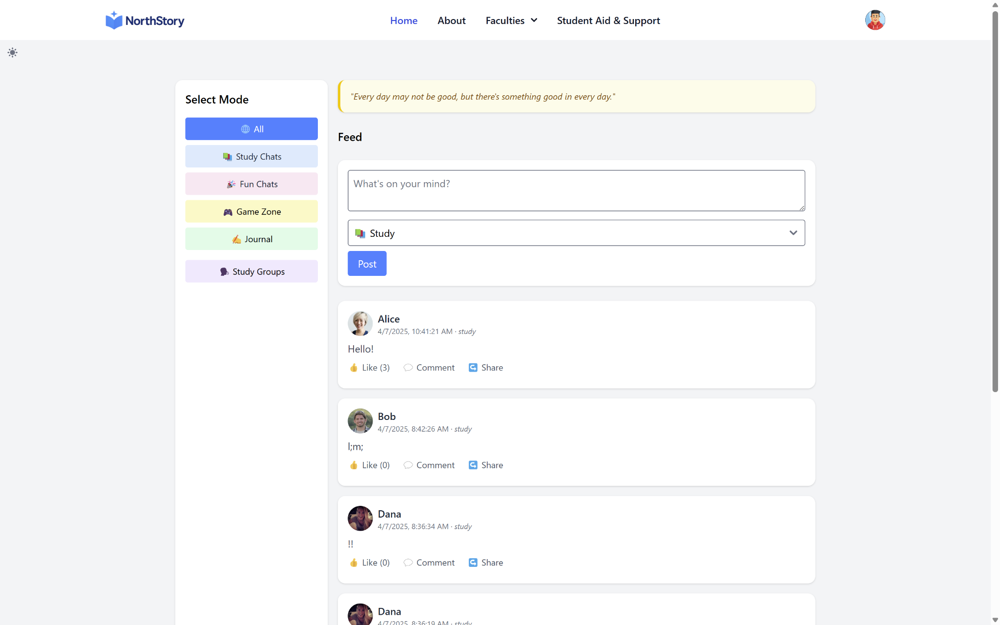 NorthStory
Home About Faculties Student Aid & Support
Select Mode
All
Study Chats
Fun Chats
Game Zone
Journal
Study Groups
"Every day may not be good, but there's something good in every day."
Feed
What's on your mind?
Study
Post
Alice
4/7/2025, 10:41:21 AM · study
Hello!
Like (3) Comment Share
Bob
4/7/2025, 8:42:26 AM · study
l;m;
Like (0) Comment Share
Dana
4/7/2025, 8:36:34 AM · study
!!
Like (0) Comment Share
Dana
4/7/2025, 8:36:19 AM · study